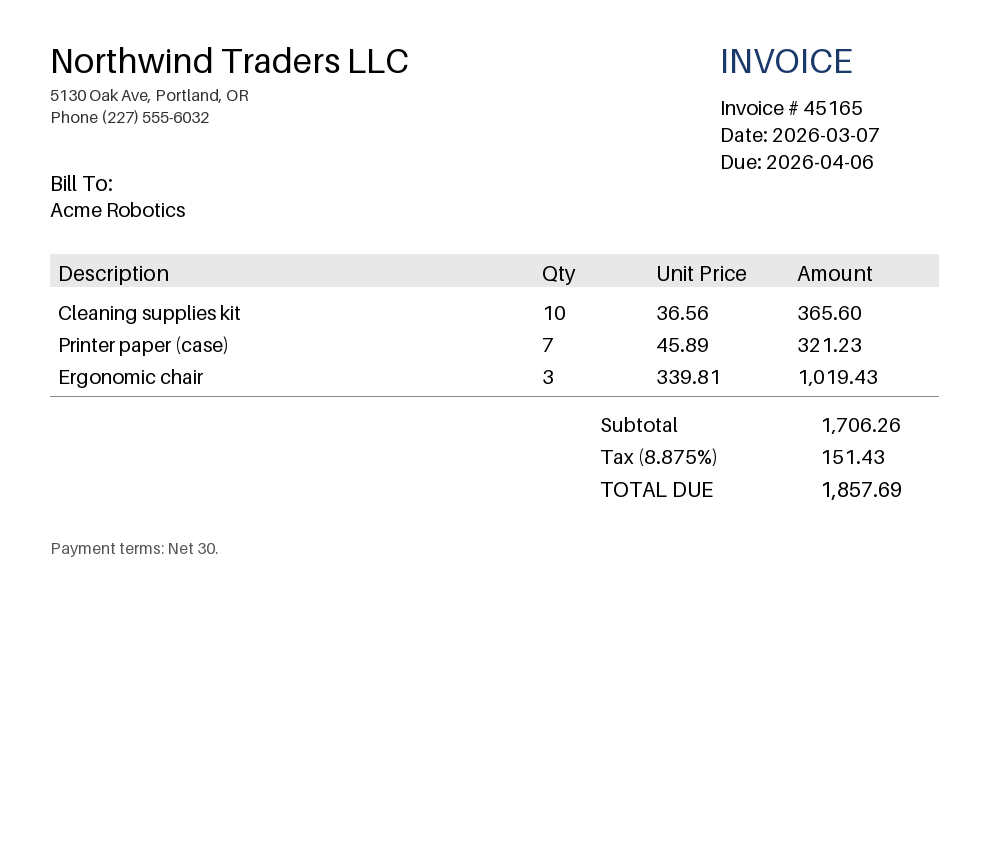 Northwind Traders LLC
5130 Oak Ave, Portland, OR
Phone (227) 555-6032
INVOICE
Invoice # 45165
Date: 2026-03-07
Due: 2026-04-06
Bill To:
Acme Robotics
Description Qty Unit Price Amount
Cleaning supplies kit 10 36.56 365.60
Printer paper (case) 7 45.89 321.23
Ergonomic chair 3 339.81 1,019.43
Subtotal 1,706.26
Tax (8.875%) 151.43
TOTAL DUE 1,857.69
Payment terms: Net 30.